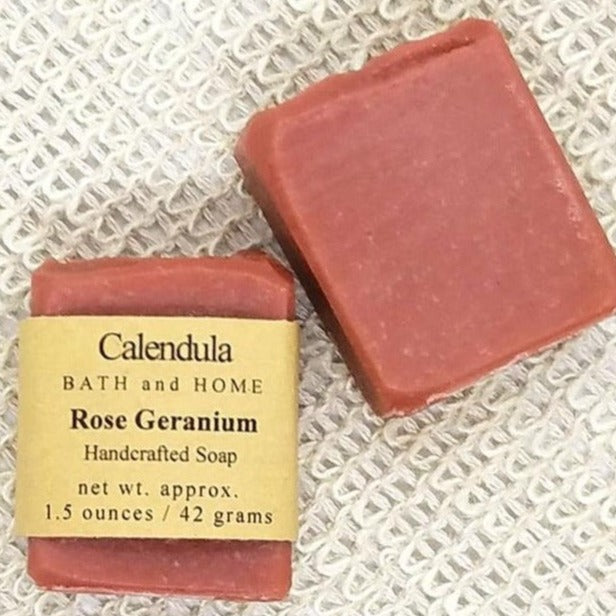 Calendula
BATH and HOME
Rose Geranium
Handcrafted Soap
net wt. approx.
1.5 ounces / 42 grams